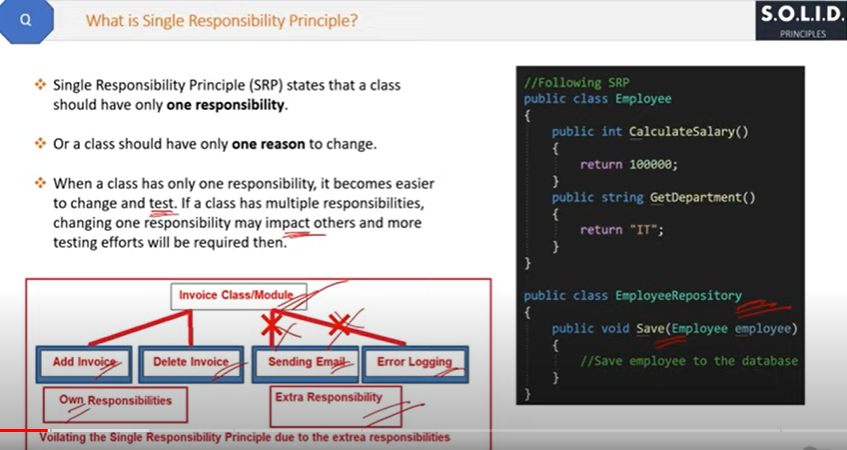 Q
What is Single Responsibility Principle?
S.O.L.I.D.
PRINCIPLES
Single Responsibility Principle (SRP) states that a class
should have only one responsibility.
Or a class should have only one reason to change.
When a class has only one responsibility, it becomes easier
to change and test. If a class has multiple responsibilities,
changing one responsibility may impact others and more
testing efforts will be required then.
Invoice Class/Module
Add Invoice
Delete Invoice
Sending Email
Error Logging
Own Responsibilities
Extra Responsibility
Voilating the Single Responsibility Principle due to the extrea responsibilities
//Following SRP
public class Employee
{
public int CalculateSalary()
{
return 100000;
}
public string GetDepartment()
{
return "IT";
}
}
public class EmployeeRepository
{
public void Save(Employee employee)
{
//Save employee to the database
}
}